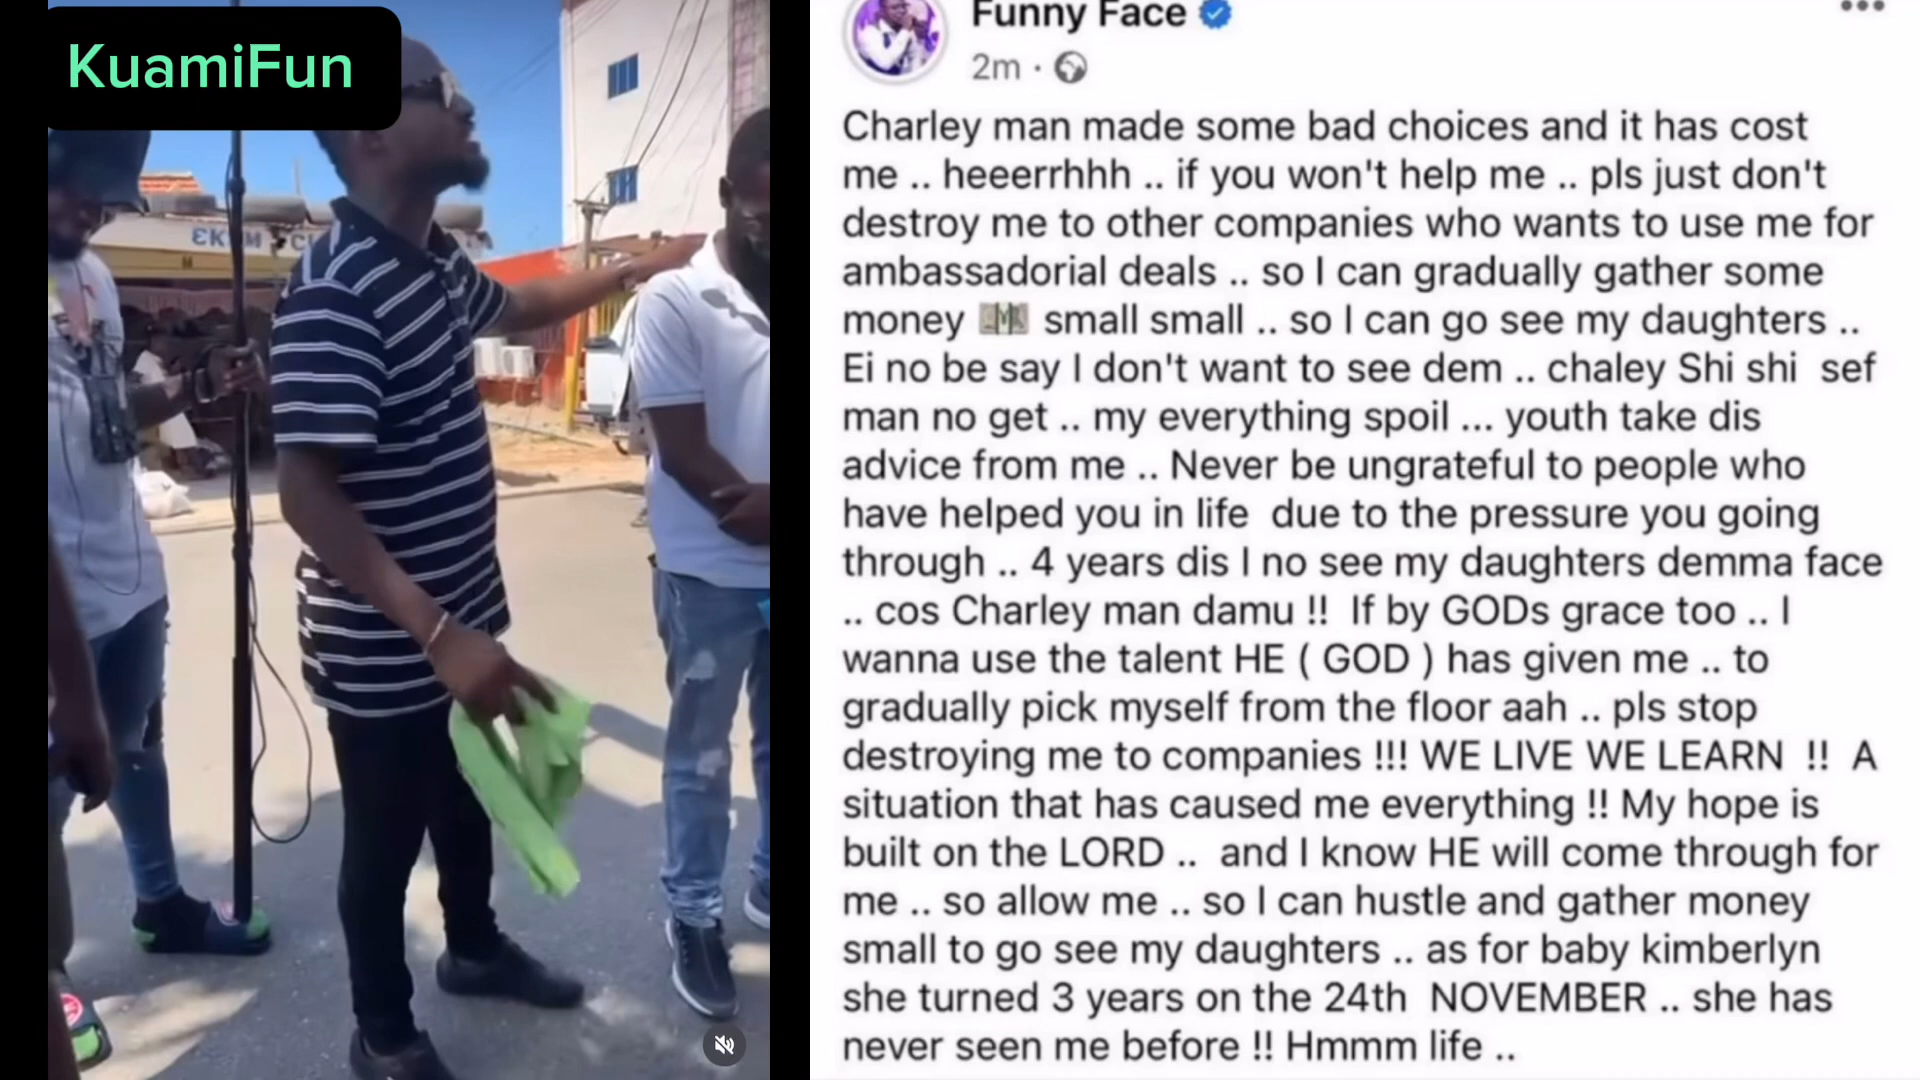 KuamiFun
EKEM
M
Funny Face
2m ·
Charley man made some bad choices and it has cost
me .. heeerrhhh .. if you won't help me .. pls just don't
destroy me to other companies who wants to use me for
ambassadorial deals .. so I can gradually gather some
money 💵 small small .. so I can go see my daughters ..
Ei no be say I don't want to see dem .. chaley Shi shi sef
man no get .. my everything spoil ... youth take dis
advice from me .. Never be ungrateful to people who
have helped you in life due to the pressure you going
through .. 4 years dis I no see my daughters demma face
.. cos Charley man damu !! If by GODs grace too .. I
wanna use the talent HE ( GOD ) has given me .. to
gradually pick myself from the floor aah .. pls stop
destroying me to companies !!! WE LIVE WE LEARN !! A
situation that has caused me everything !! My hope is
built on the LORD .. and I know HE will come through for
me .. so allow me .. so I can hustle and gather money
small to go see my daughters .. as for baby kimberlyn
she turned 3 years on the 24th NOVEMBER .. she has
never seen me before !! Hmmm life ..